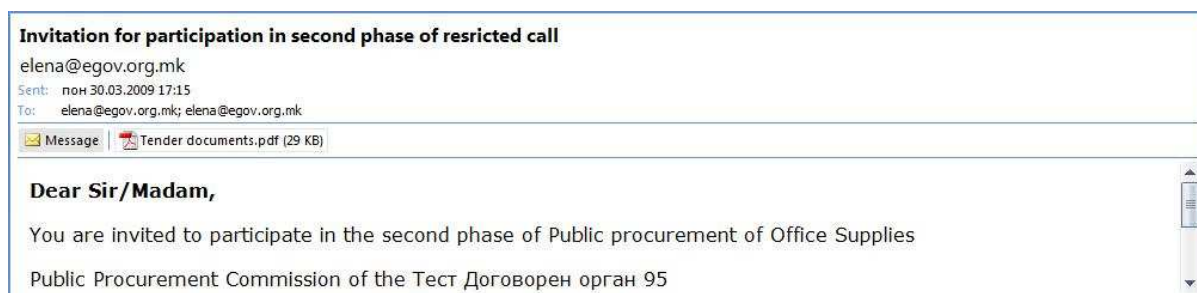 Invitation for participation in second phase of resricted call
elena@egov.org.mk
Sent: пон 30.03.2009 17:15
To: elena@egov.org.mk; elena@egov.org.mk
Message Tender documents.pdf (29 KB)
Dear Sir/Madam,
You are invited to participate in the second phase of Public procurement of Office Supplies
Public Procurement Commission of the Тест Договорен орган 95